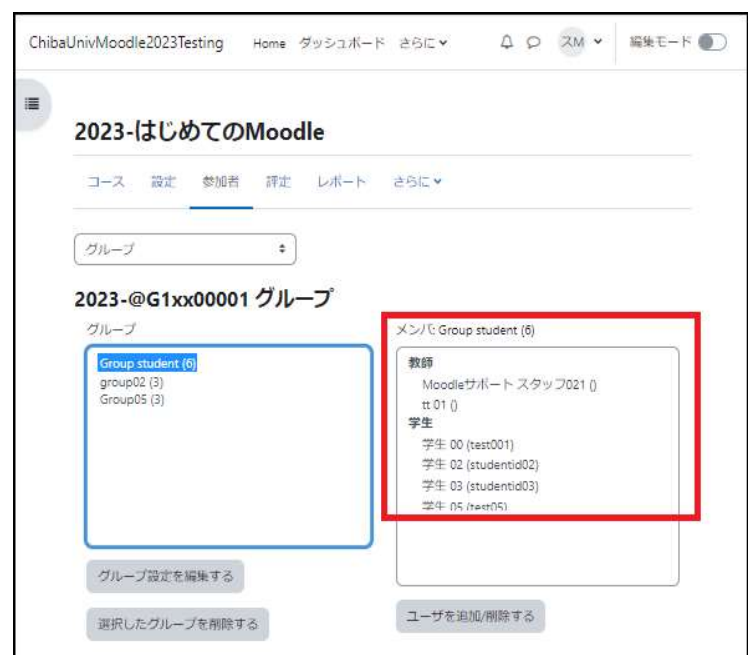 ChibaUnivMoodle2023Testing Home ダッシュボード さらに スM 編集モード
2023-はじめてのMoodle
コース 設定 参加者 評定 レポート さらに
グループ
2023-@G1xx00001 グループ
グループ
Group student (6)
group02 (3)
Group05 (3)
グループ設定を編集する
選択したグループを削除する
メンバ: Group student (6)
教師
Moodleサポート スタッフ021 ()
tt 01 ()
学生
学生 00 (test001)
学生 02 (studentid02)
学生 03 (studentid03)
学生 05 (test05)
ユーザを追加/削除する